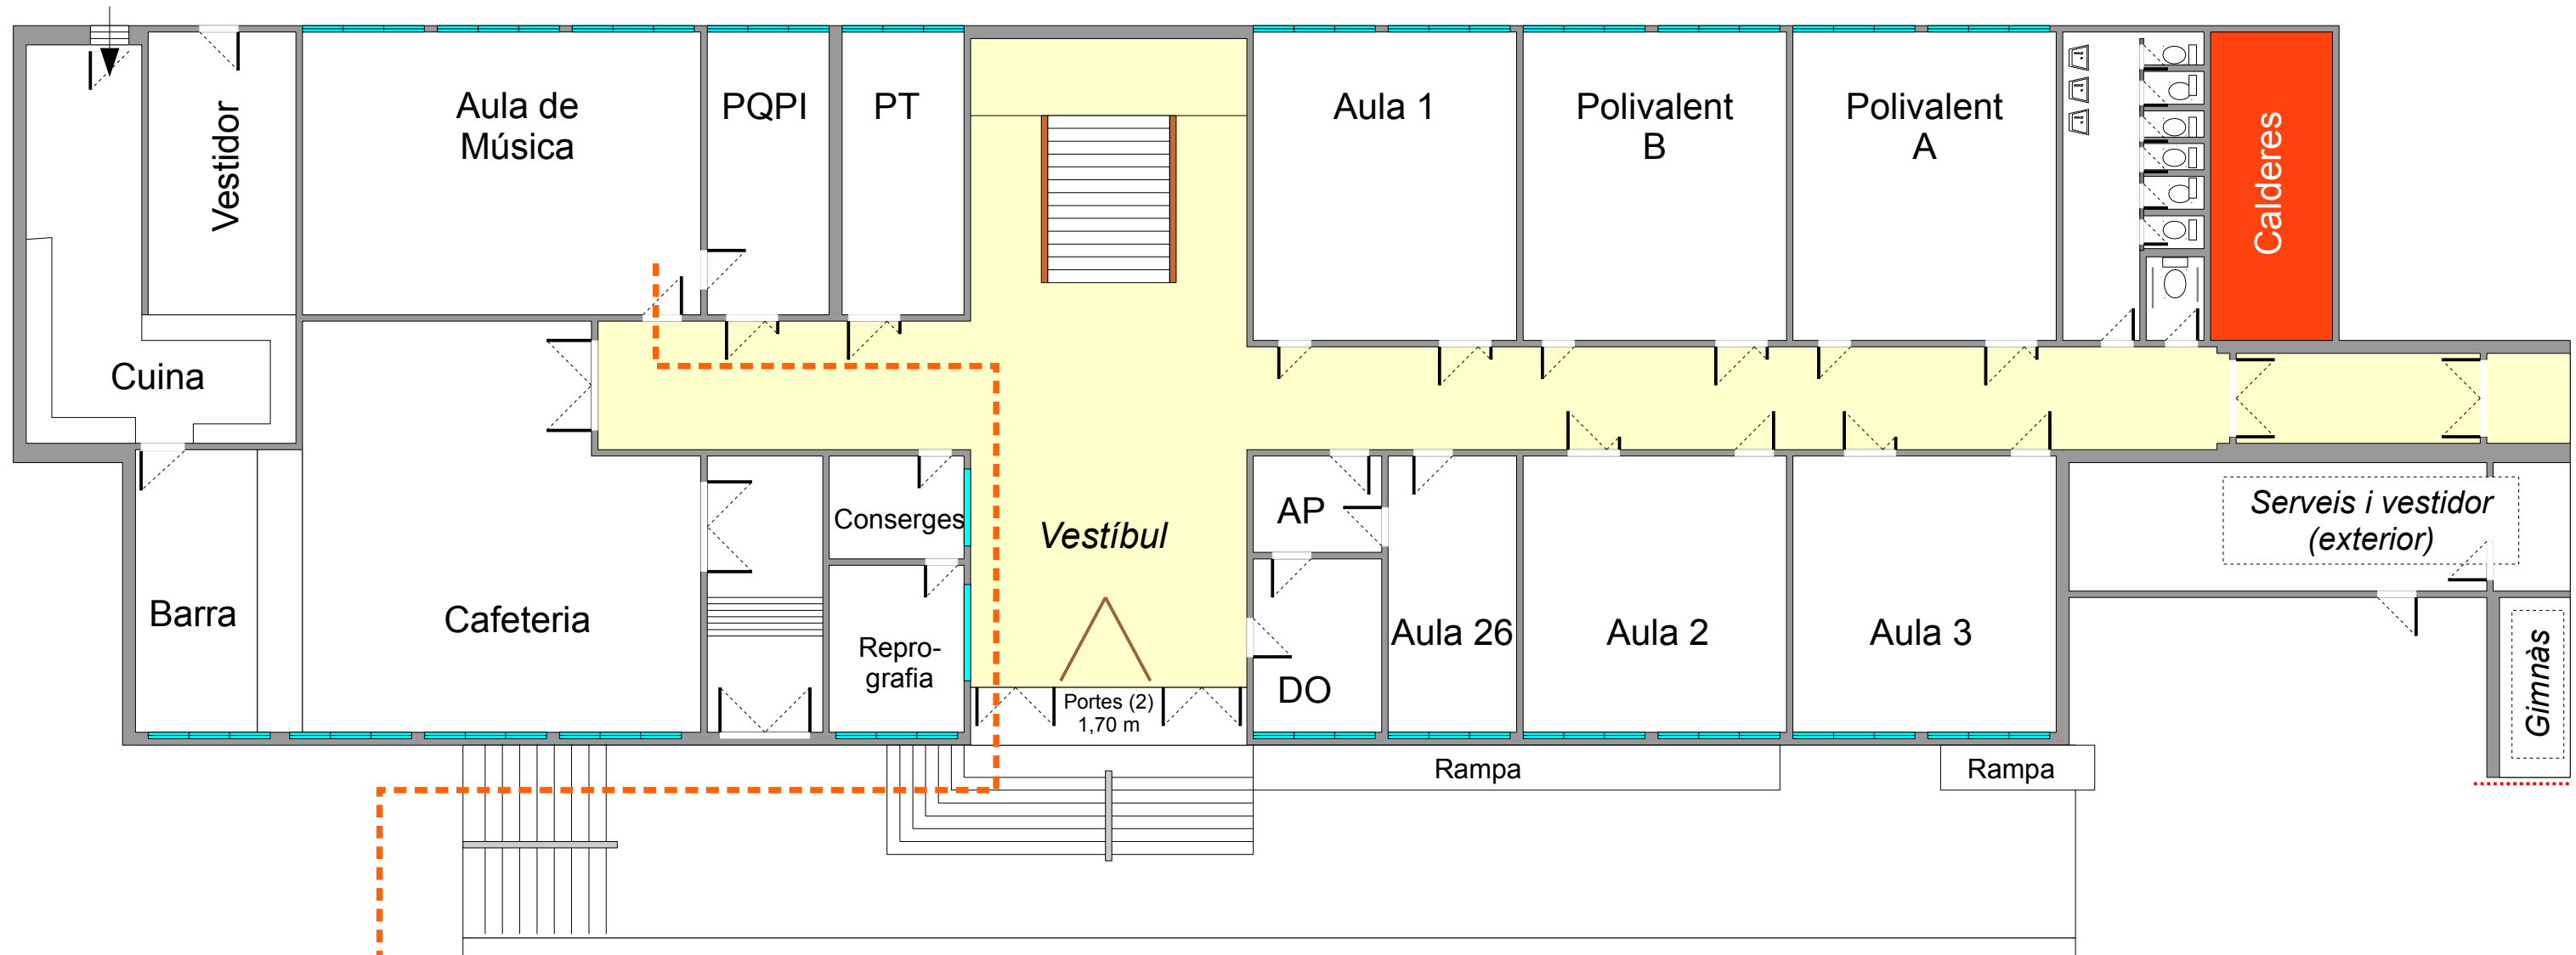 Vestidor
Aula de
Música
PQPI
PT
Aula 1
Polivalent
B
Polivalent
A
Calderes
Cuina
Barra
Cafeteria
Conserges
Repro-
grafia
Vestíbul
Portes (2)
1,70 m
AP
DO
Aula 26
Aula 2
Aula 3
Serveis i vestidor
(exterior)
Gimnàs
Rampa
Rampa